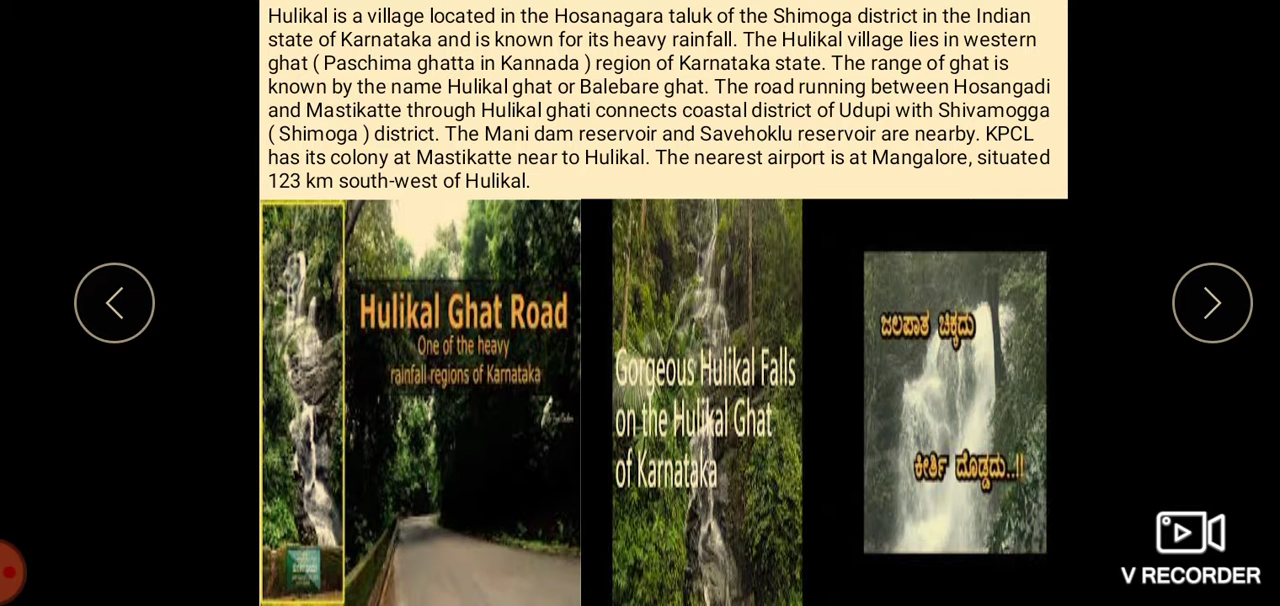 Hulikal is a village located in the Hosanagara taluk of the Shimoga district in the Indian
state of Karnataka and is known for its heavy rainfall. The Hulikal village lies in western
ghat ( Paschima ghatta in Kannada ) region of Karnataka state. The range of ghat is
known by the name Hulikal ghat or Balebare ghat. The road running between Hosangadi
and Mastikatte through Hulikal ghati connects coastal district of Udupi with Shivamogga
( Shimoga ) district. The Mani dam reservoir and Savehoklu reservoir are nearby. KPCL
has its colony at Mastikatte near to Hulikal. The nearest airport is at Mangalore, situated
123 km south-west of Hulikal.
Hulikal Ghat Road
One of the heavy
rainfall regions of Karnataka
Gorgeous Hulikal Falls
on the Hulikal Ghat
of Karnataka
ಜಲಪಾತ ಚಿಕ್ಕದು
ಕೀರ್ತಿ ದೊಡ್ಡದು..!!
V RECORDER